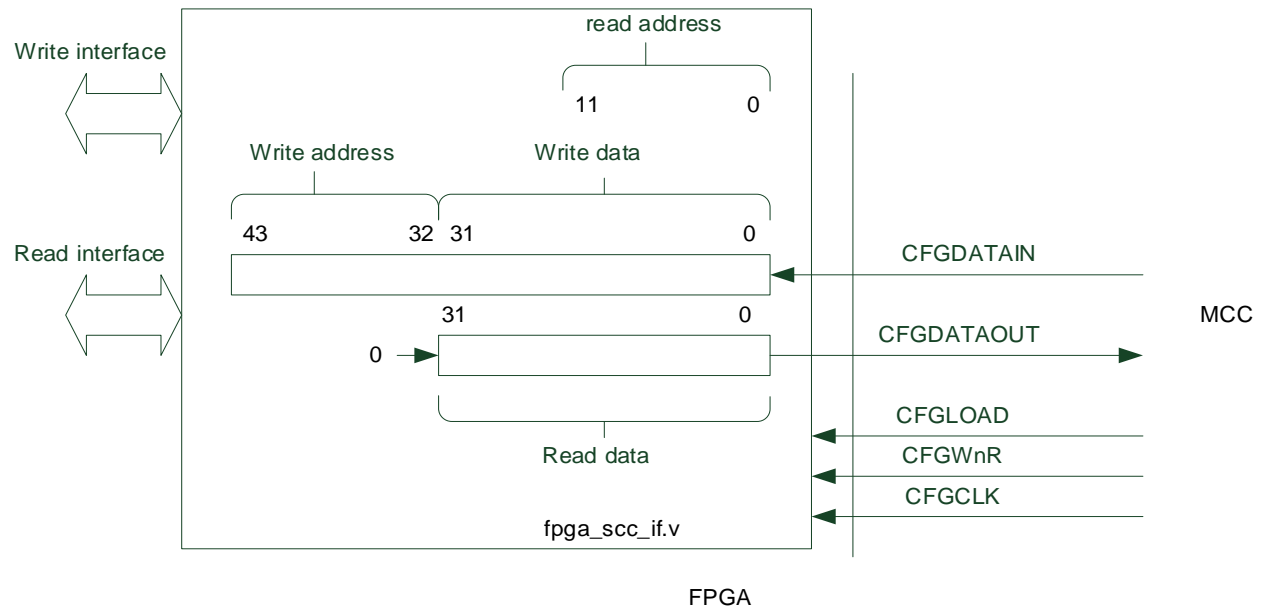 read address
Write interface
11 0
Write address Write data
43 32 31 0
Read interface
CFGDATAIN
31 0
MCC
CFGDATAOUT
0
CFGLOAD
Read data
CFGWnR
CFGCLK
fpga_scc_if.v
FPGA